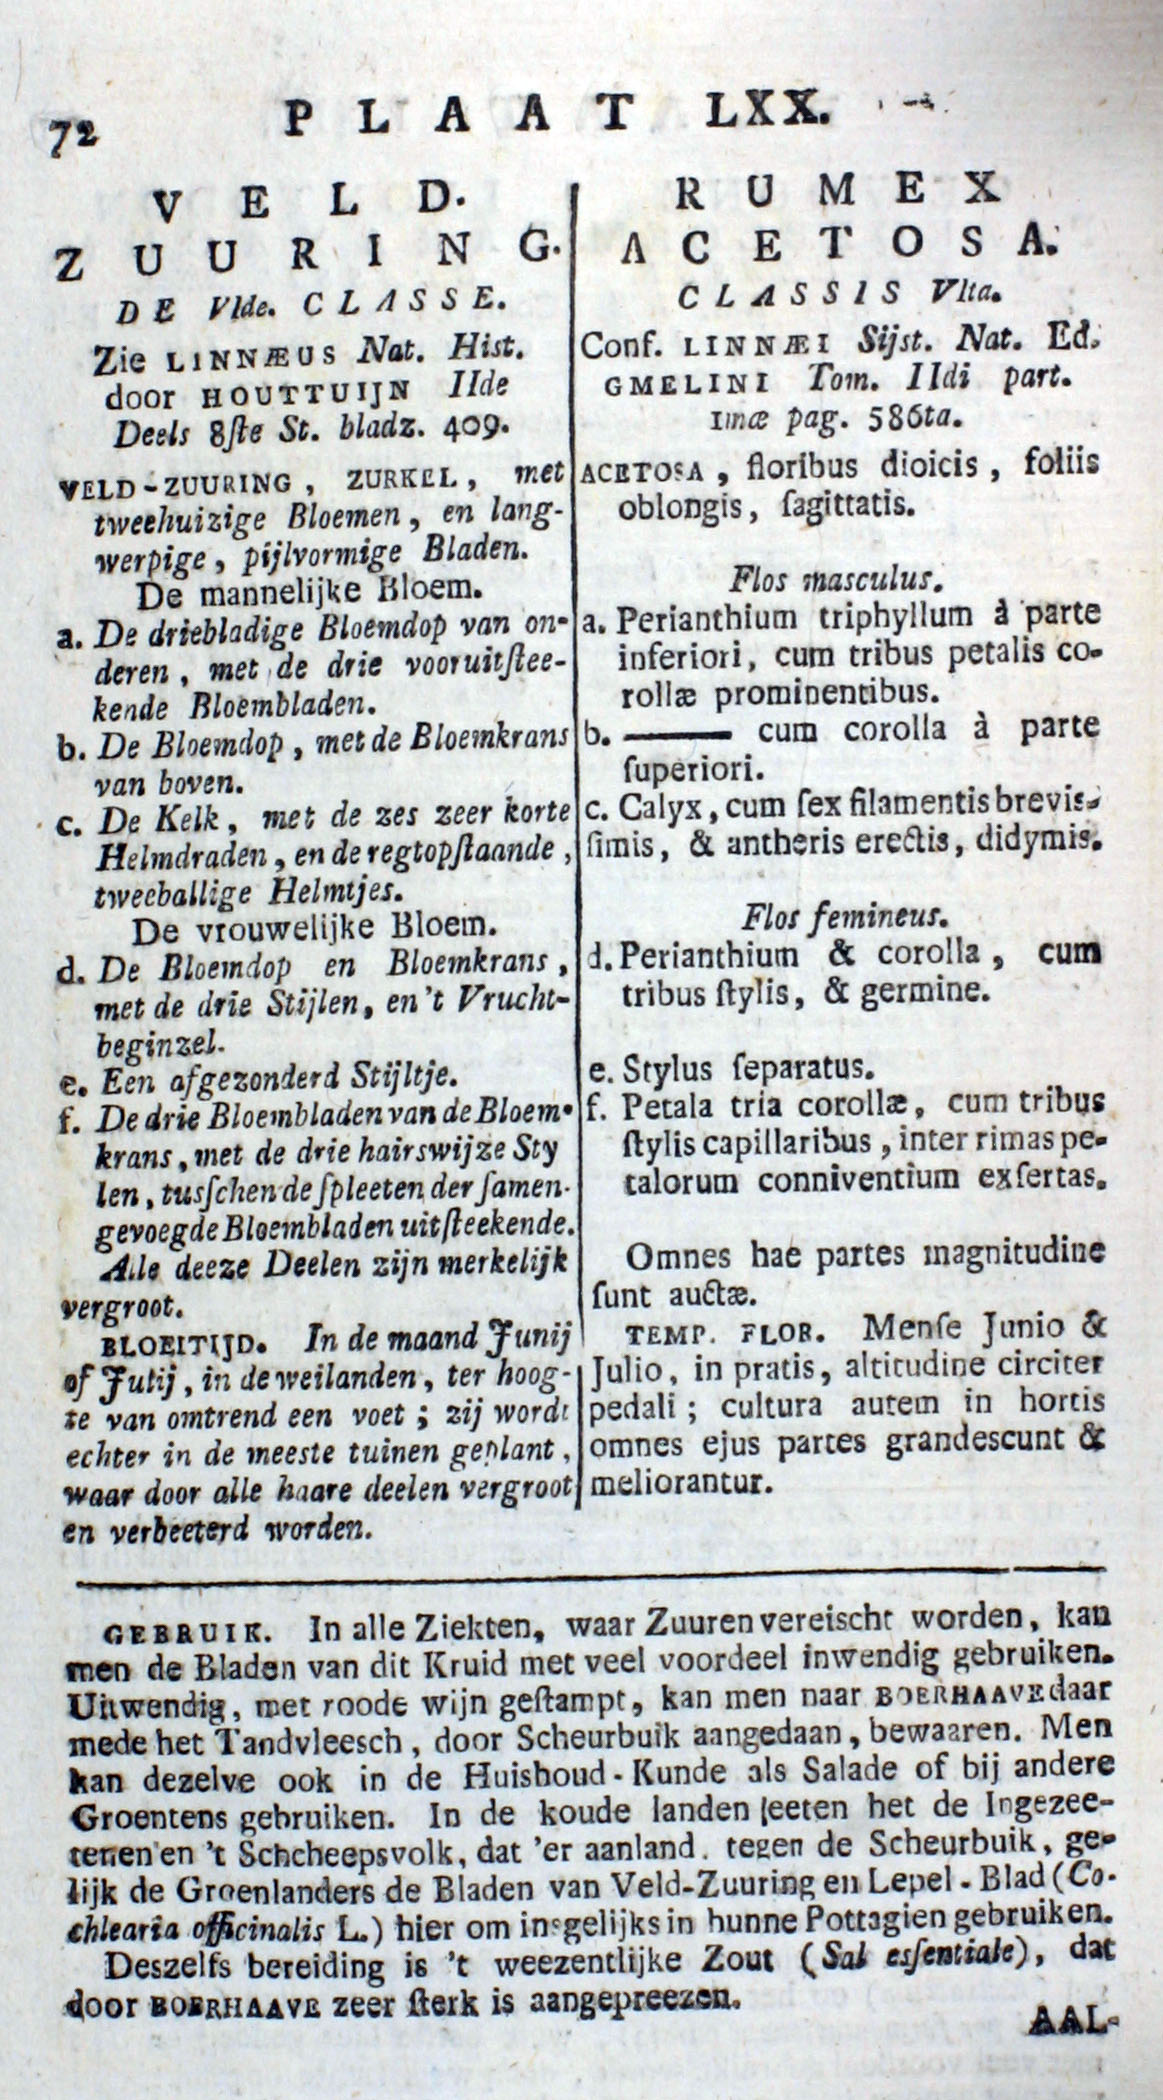 72
PLAAT LXX.
VELD.
ZUURING.
DE VIde. CLASSE.
Zie LINNÆUS Nat. Hist.
door HOUTTUIJN IIde
Deels 8ſte St. bladz. 409.
VELD-ZUURING, ZURKEL, met
tweehuizige Bloemen, en lang-
werpige, pijlvormige Bladen.
De mannelijke Bloem.
a. De driebladige Bloemdop van on-
deren, met de drie vooruitſtee-
kende Bloembladen.
b. De Bloemdop, met de Bloemkrans
van boven.
c. De Kelk, met de zes zeer korte
Helmdraden, en de regtopſtaande,
tweeballige Helmtjes.
De vrouwelijke Bloem.
d. De Bloemdop en Bloemkrans,
met de drie Stijlen, en 't Vrucht-
beginzel.
e. Een afgezonderd Stijltje.
f. De drie Bloembladen van de Bloem-
krans, met de drie hairswijze Sty
len, tusſchen de ſpleeten der ſamen-
gevoegde Bloembladen uitſteekende.
Alle deeze Deelen zijn merkelijk
vergroot.
BLOEITIJD. In de maand Junij
of Julij, in de weilanden, ter hoog-
te van omtrend een voet; zij wordt
echter in de meeste tuinen geplant,
waar door alle haare deelen vergroot
en verbeeterd worden.
RUMEX
ACETOSA.
CLASSIS VIta.
Conf. LINNÆI Sijst. Nat. Ed.
GMELINI Tom. IIdi part.
1mæ pag. 586ta.
ACETOSA, floribus dioicis, foliis
oblongis, ſagittatis.
Flos masculus.
a. Perianthium triphyllum à parte
inferiori, cum tribus petalis co-
rollæ prominentibus.
b. —— cum corolla à parte
ſuperiori.
c. Calyx, cum ſex filamentis brevis-
ſimis, & antheris erectis, didymis.
Flos femineus.
d. Perianthium & corolla, cum
tribus ſtylis, & germine.
e. Stylus ſeparatus.
f. Petala tria corollæ, cum tribus
ſtylis capillaribus, inter rimas pe-
talorum conniventium exſertas.
Omnes hae partes magnitudine
ſunt auctæ.
TEMP. FLOR. Menſe Junio &
Julio, in pratis, altitudine circiter
pedali; cultura autem in hortis
omnes ejus partes grandescunt &
meliorantur.
GEBRUIK. In alle Ziekten, waar Zuuren vereischt worden, kan
men de Bladen van dit Kruid met veel voordeel inwendig gebruiken.
Uitwendig, met roode wijn geſtampt, kan men naar BOERHAAVE daar
mede het Tandvleesch, door Scheurbuik aangedaan, bewaaren. Men
kan dezelve ook in de Huishoud-Kunde als Salade of bij andere
Groentens gebruiken. In de koude landen eeten het de Ingezee-
tenen en 't Schcheepsvolk, dat 'er aanland. tegen de Scheurbuik, ge-
lijk de Groenlanders de Bladen van Veld-Zuuring en Lepel-Blad (Co-
chlearia officinalis L.) hier om insgelijks in hunne Pottagien gebruiken.
Deszelfs bereiding is 't weezentlijke Zout (Sal esſentiale), dat
door BOERHAAVE zeer ſterk is aangepreezen.
AAL-